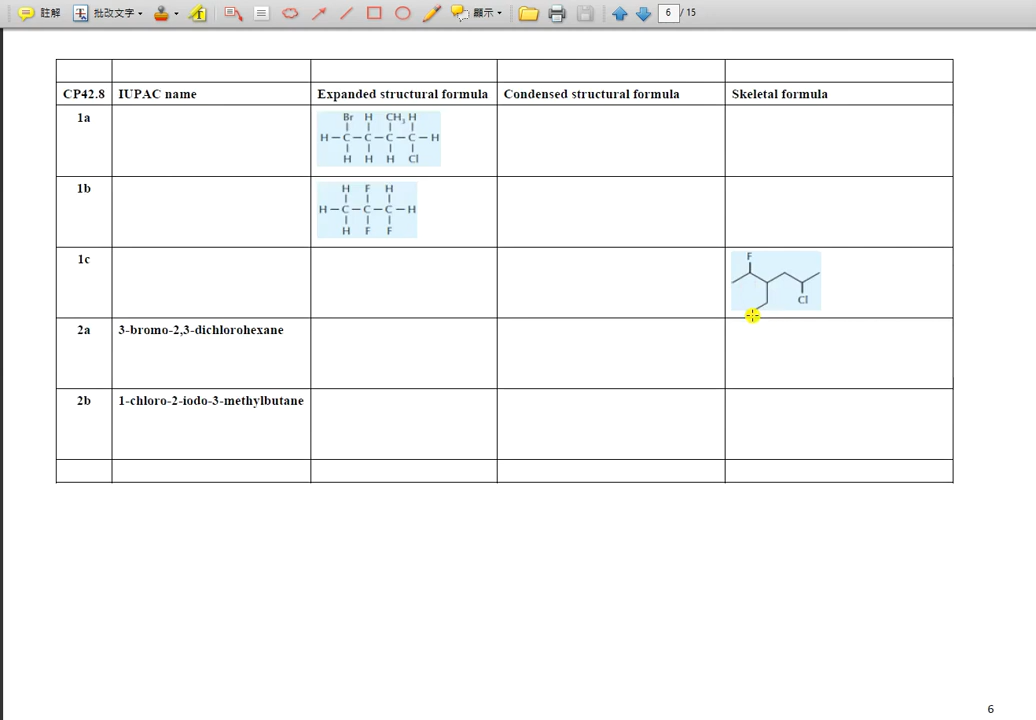 註解 批改文字 T 顯示 6 / 15
CP42.8 IUPAC name Expanded structural formula Condensed structural formula Skeletal formula
1a
Br H CH3 H
H—C—C—C—C—H
H H H Cl
1b
H F H
H—C—C—C—H
H F F
1c
F
Cl
2a 3-bromo-2,3-dichlorohexane
2b 1-chloro-2-iodo-3-methylbutane
6